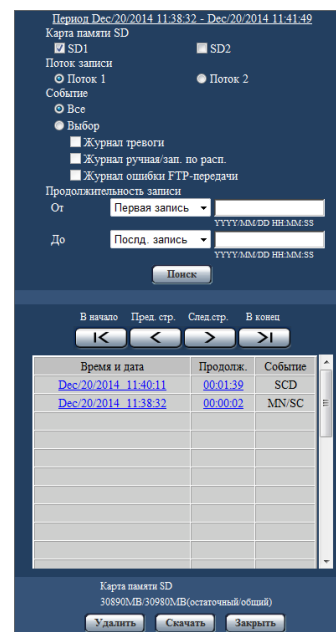 Период Dec/20/2014 11:38:32 - Dec/20/2014 11:41:49
Карта памяти SD
SD1 SD2
Поток записи
Поток 1 Поток 2
Событие
Все
Выбор
Журнал тревоги
Журнал ручная/зап. по расп.
Журнал ошибки FTP-передачи
Продолжительность записи
От Первая запись
YYYY/MM/DD HH:MM:SS
До Послд. запись
YYYY/MM/DD HH:MM:SS
Поиск
В начало Пред. стр. След.стр. В конец
Время и дата Продолж. Событие
Dec/20/2014 11:40:11 00:01:39 SCD
Dec/20/2014 11:38:32 00:00:02 MN/SC
Карта памяти SD
30890MB/30980MB(остаточный/общий)
Удалить Скачать Закрыть